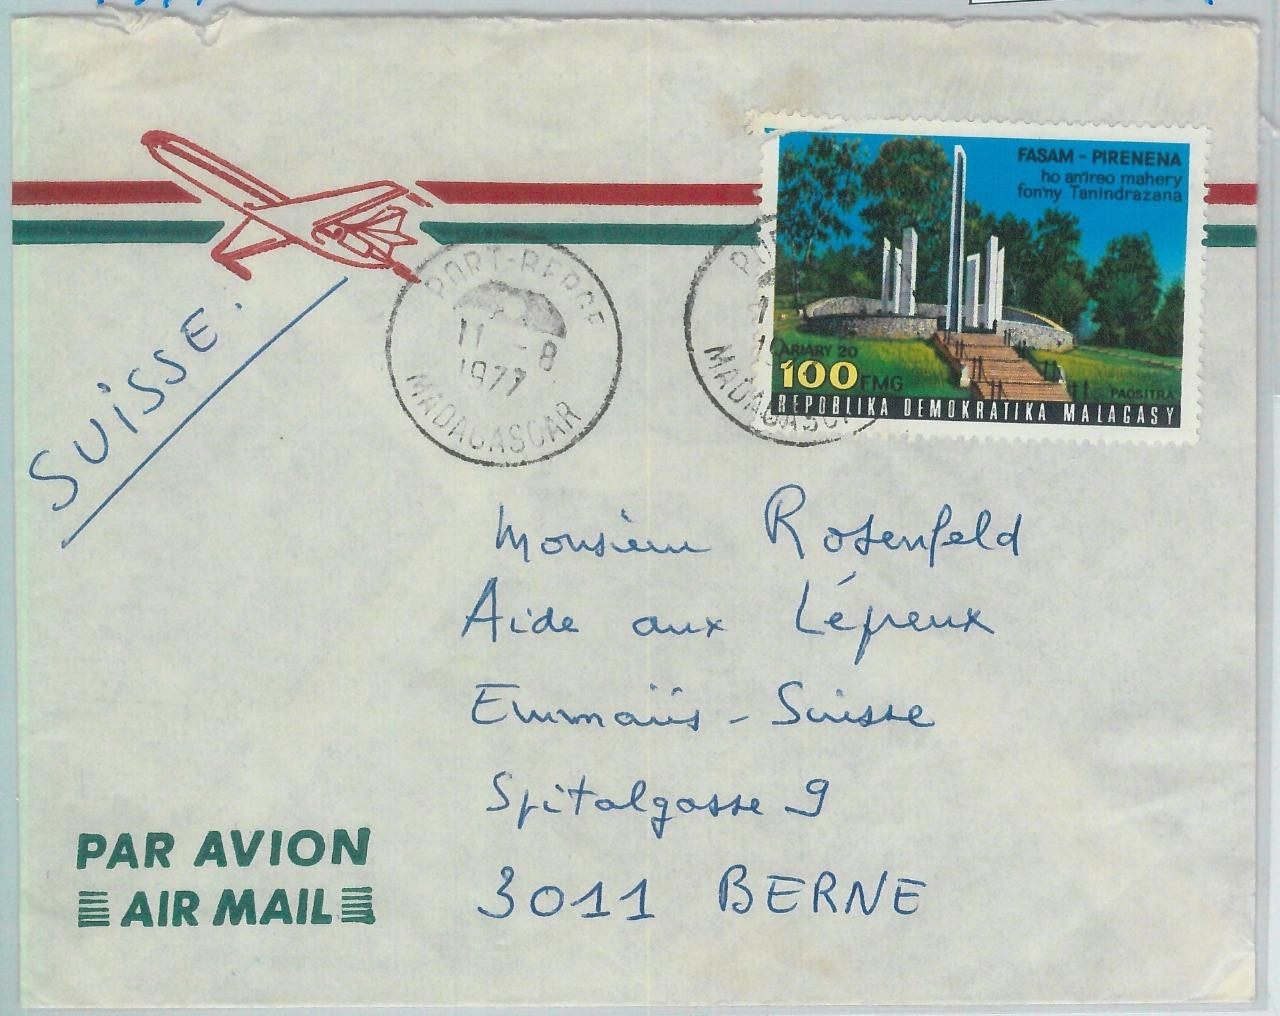 FASAM - PIRENENA
ho an'ireo mahery
fon'ny Tanindrazana
ARIARY 20
100 FMG
PAOSITRA
REPOBLIKA DEMOKRATIKA MALAGASY
PORT-BERGE
11 -8
1977
MADAGASCAR
MADAGASCAR
SUISSE.
Monsieur Rosenfeld
Aide aux Lépreux
Emmaüs - Suisse
Spitalgasse 9
3011 BERNE
PAR AVION
AIR MAIL